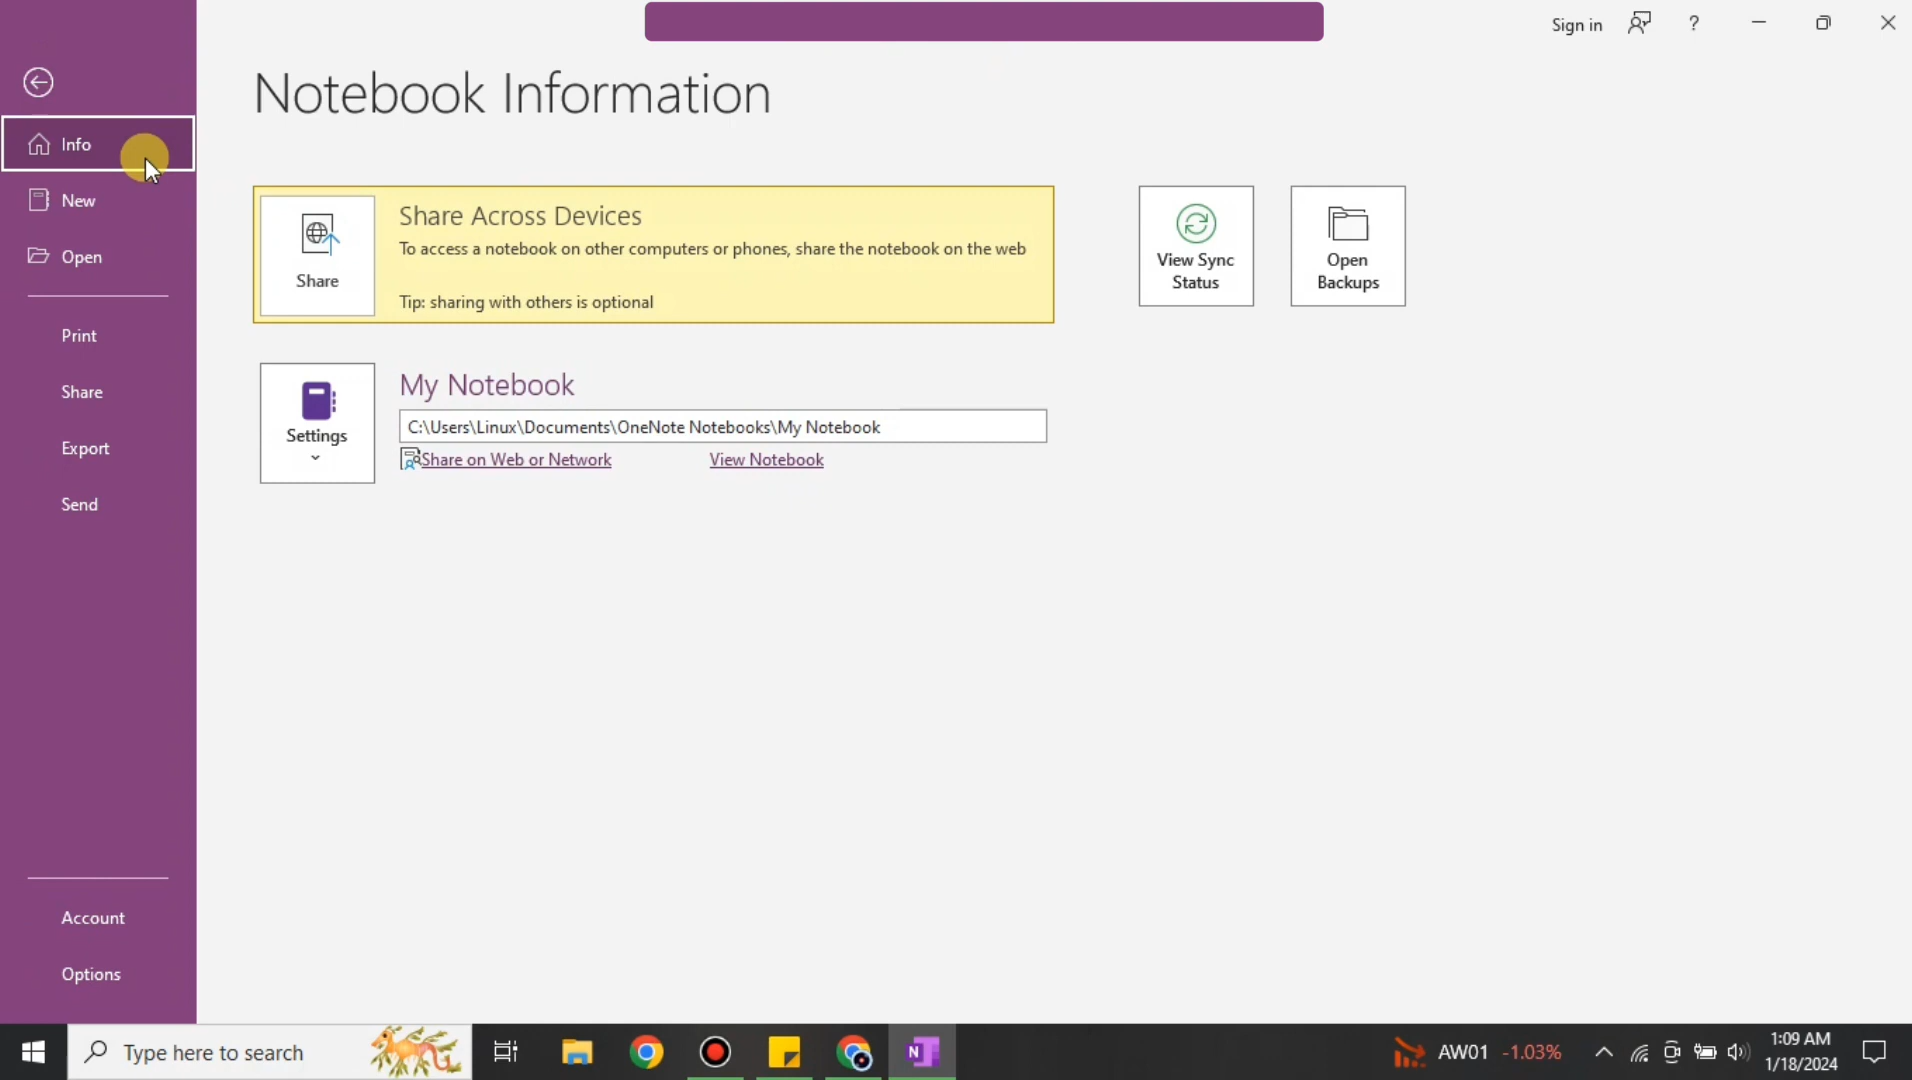 Sign in
?
Notebook Information
Info
New
Open
Print
Share
Export
Send
Account
Options
Share
Share Across Devices
To access a notebook on other computers or phones, share the notebook on the web
Tip: sharing with others is optional
View Sync
Status
Open
Backups
Settings
My Notebook
C:\Users\Linux\Documents\OneNote Notebooks\My Notebook
Share on Web or Network
View Notebook
Type here to search
N
AW01 -1.03%
1:09 AM
1/18/2024